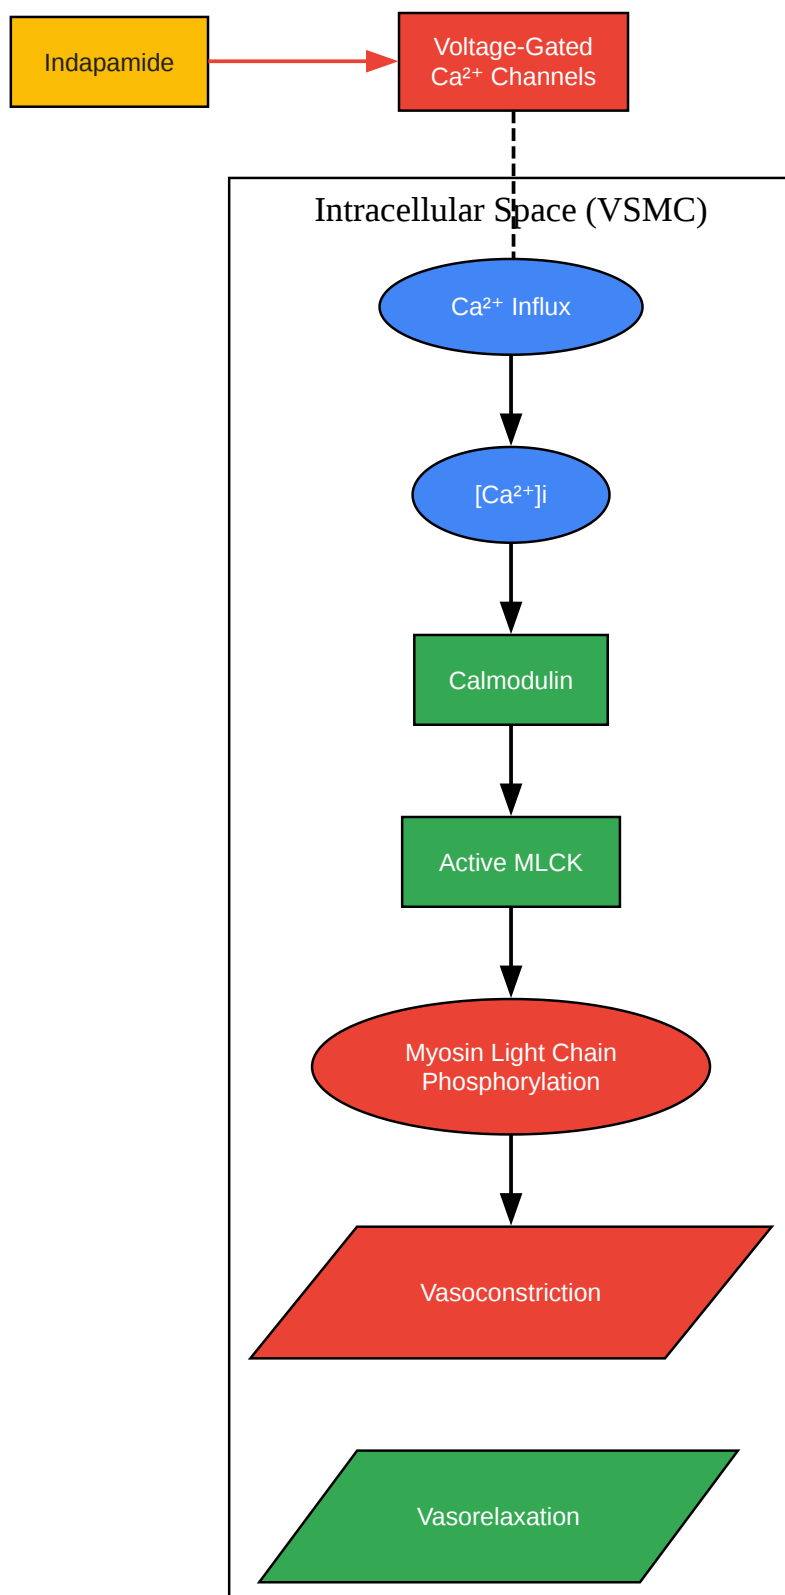 Indapamide
Voltage-Gated
Ca²⁺ Channels
Intracellular Space (VSMC)
Ca²⁺ Influx
[Ca²⁺]i
Calmodulin
Active MLCK
Myosin Light Chain
Phosphorylation
Vasoconstriction
Vasorelaxation